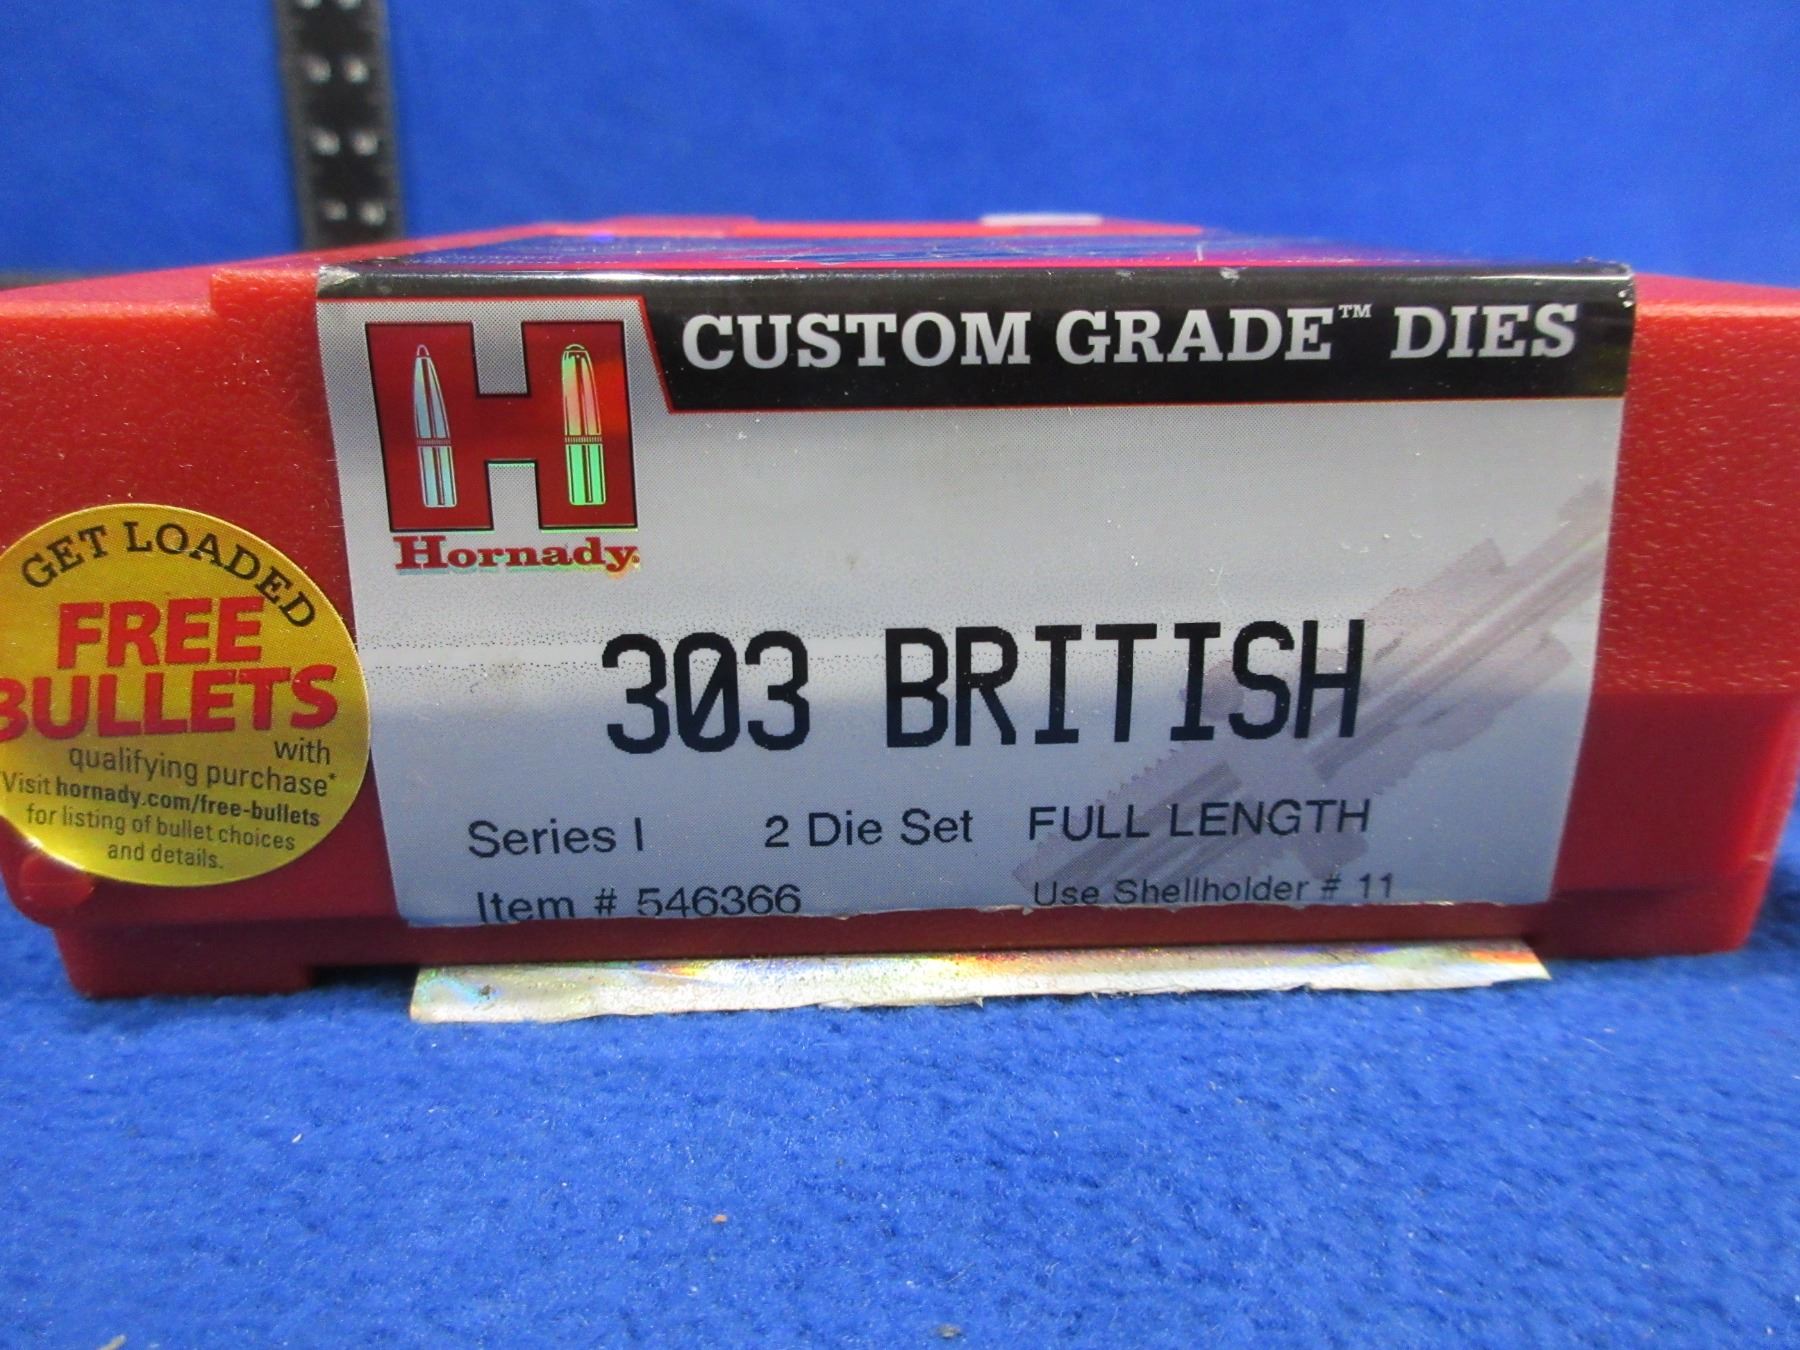 CUSTOM GRADE™ DIES
Hornady®
303 BRITISH
Series I 2 Die Set FULL LENGTH
Item # 546366 Use Shellholder # 11
GET LOADED
FREE
BULLETS
with
qualifying purchase*
Visit hornady.com/free-bullets
for listing of bullet choices
and details.